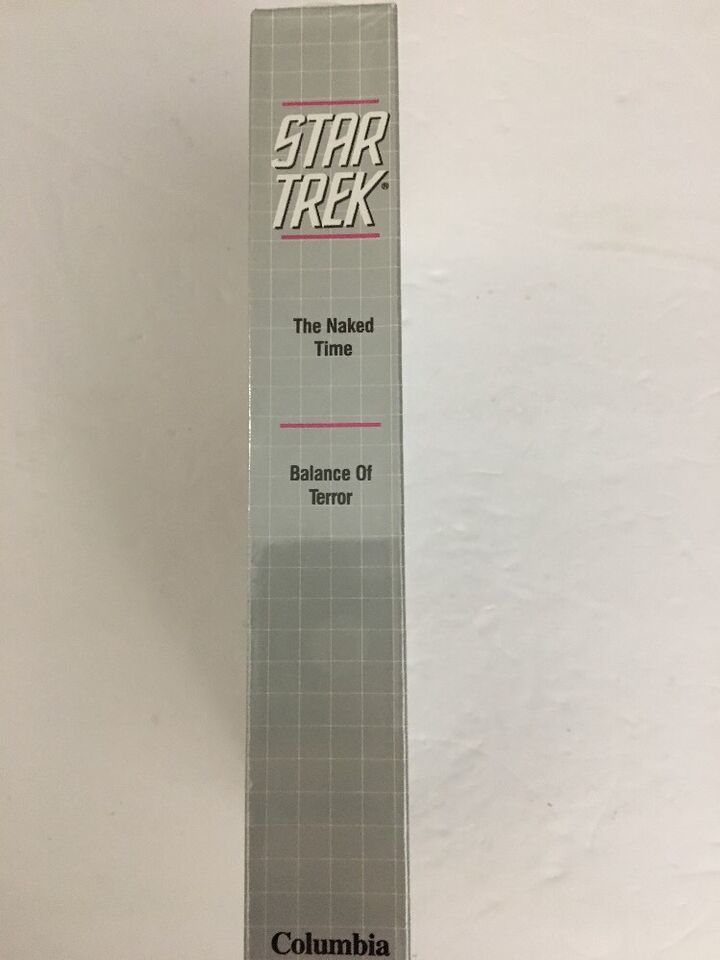 STAR
TREK®
The Naked
Time
Balance Of
Terror
Columbia